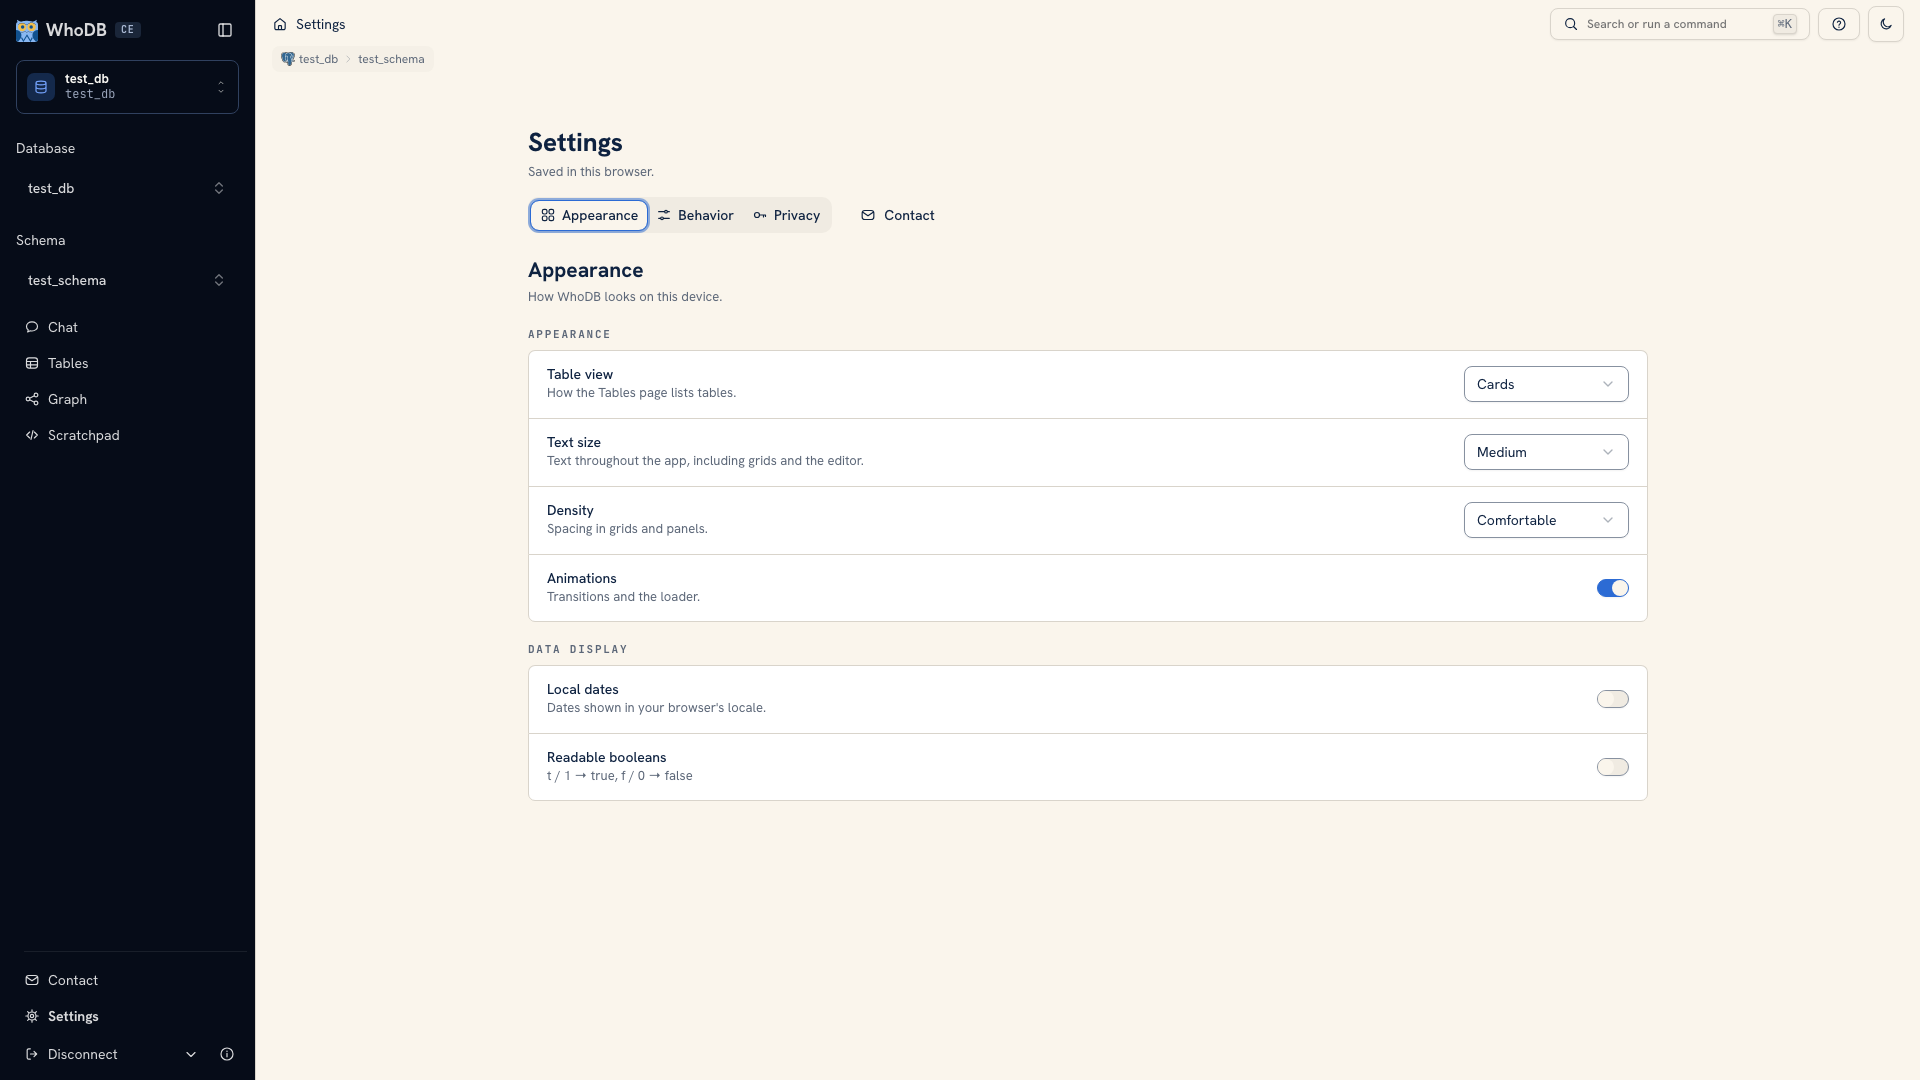 WhoDB CE
test_db
test_db
Database
test_db
Schema
test_schema
Chat
Tables
Graph
Scratchpad
Contact
Settings
Disconnect
Settings
Search or run a command ⌘K
test_db > test_schema
Settings
Saved in this browser.
Appearance Behavior Privacy Contact
Appearance
How WhoDB looks on this device.
APPEARANCE
Table view
How the Tables page lists tables.
Cards
Text size
Text throughout the app, including grids and the editor.
Medium
Density
Spacing in grids and panels.
Comfortable
Animations
Transitions and the loader.
DATA DISPLAY
Local dates
Dates shown in your browser's locale.
Readable booleans
t / 1 → true, f / 0 → false